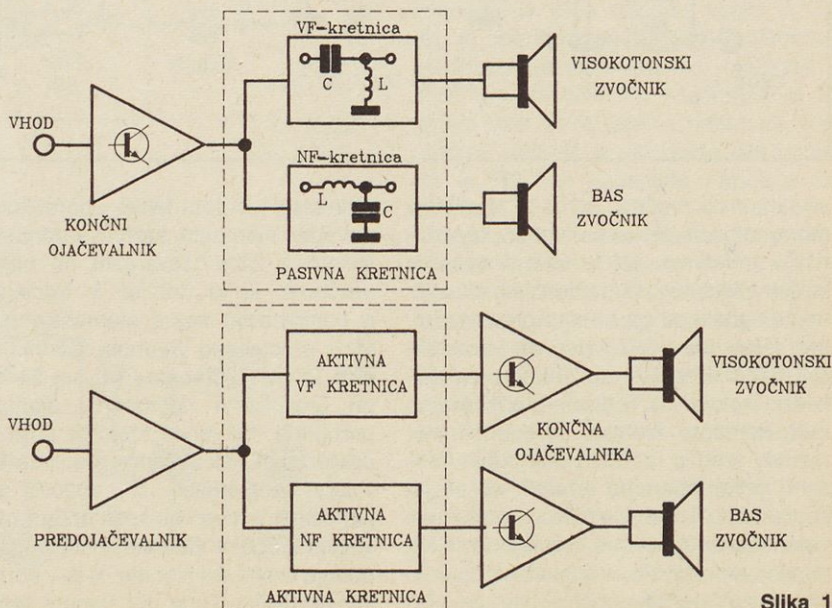 VF-kretnica
C
L
VISOKOTONSKI
ZVOČNIK
VHOD
KONČNI
OJAČEVALNIK
NF-kretnica
L
C
BAS
ZVOČNIK
PASIVNA KRETNICA
AKTIVNA
VF KRETNICA
VISOKOTONSKI
ZVOČNIK
VHOD
KONČNA
OJAČEVALNIKA
PREDOJAČEVALNIK
AKTIVNA
NF KRETNICA
BAS
ZVOČNIK
AKTIVNA KRETNICA
Slika 1